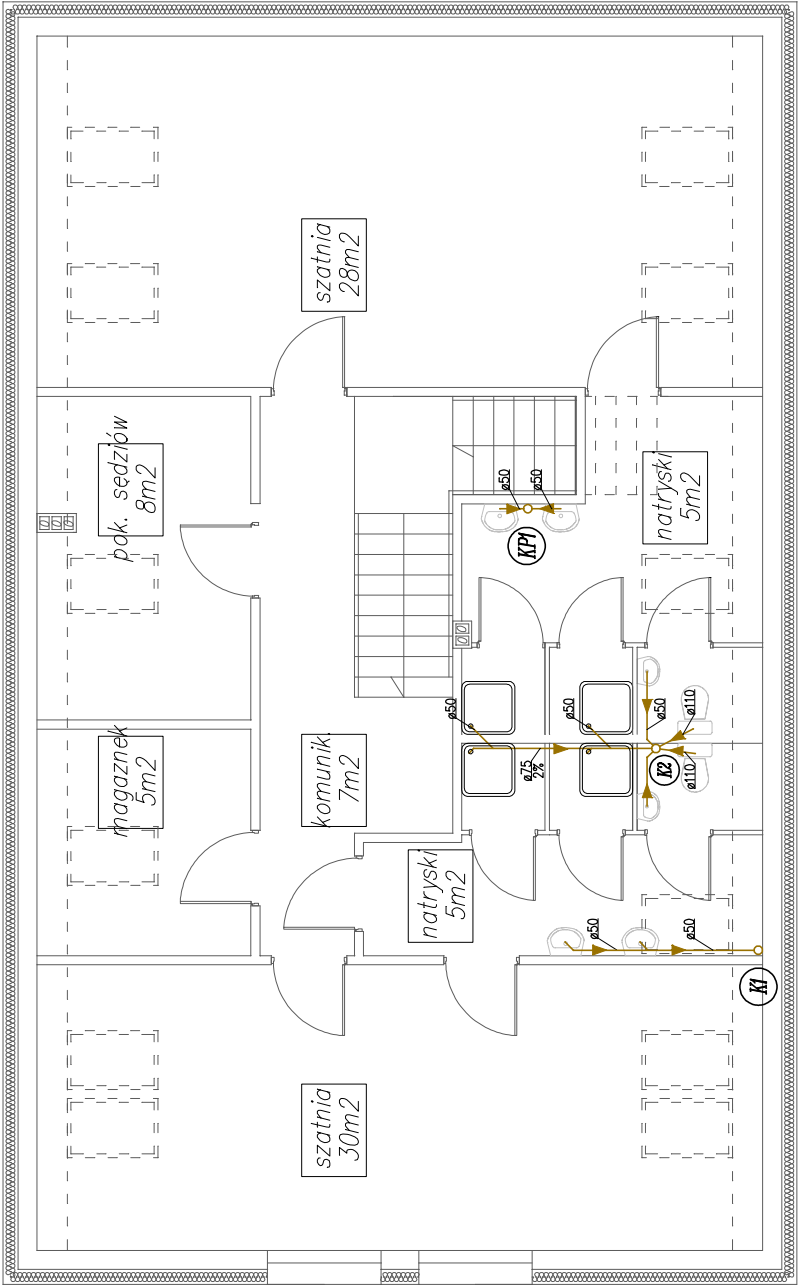 szatnia
28m2
pok. sędziów
8m2
natryski
5m2
ø50
ø50
KP1
magaznek
5m2
komunik.
7m2
ø50
ø50
ø50
ø110
ø75
2%
K2
ø110
natryski
5m2
ø50
ø50
K1
szatnia
30m2